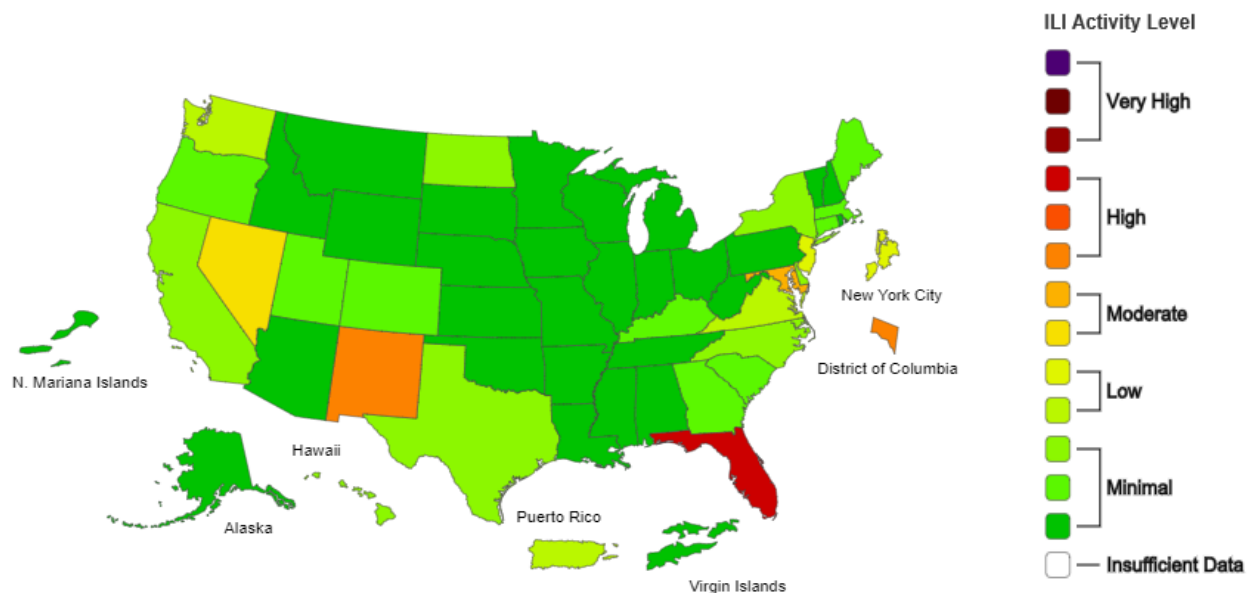 ILI Activity Level
Very High
High
Moderate
Low
Minimal
Insufficient Data
New York City
District of Columbia
N. Mariana Islands
Hawaii
Alaska
Puerto Rico
Virgin Islands